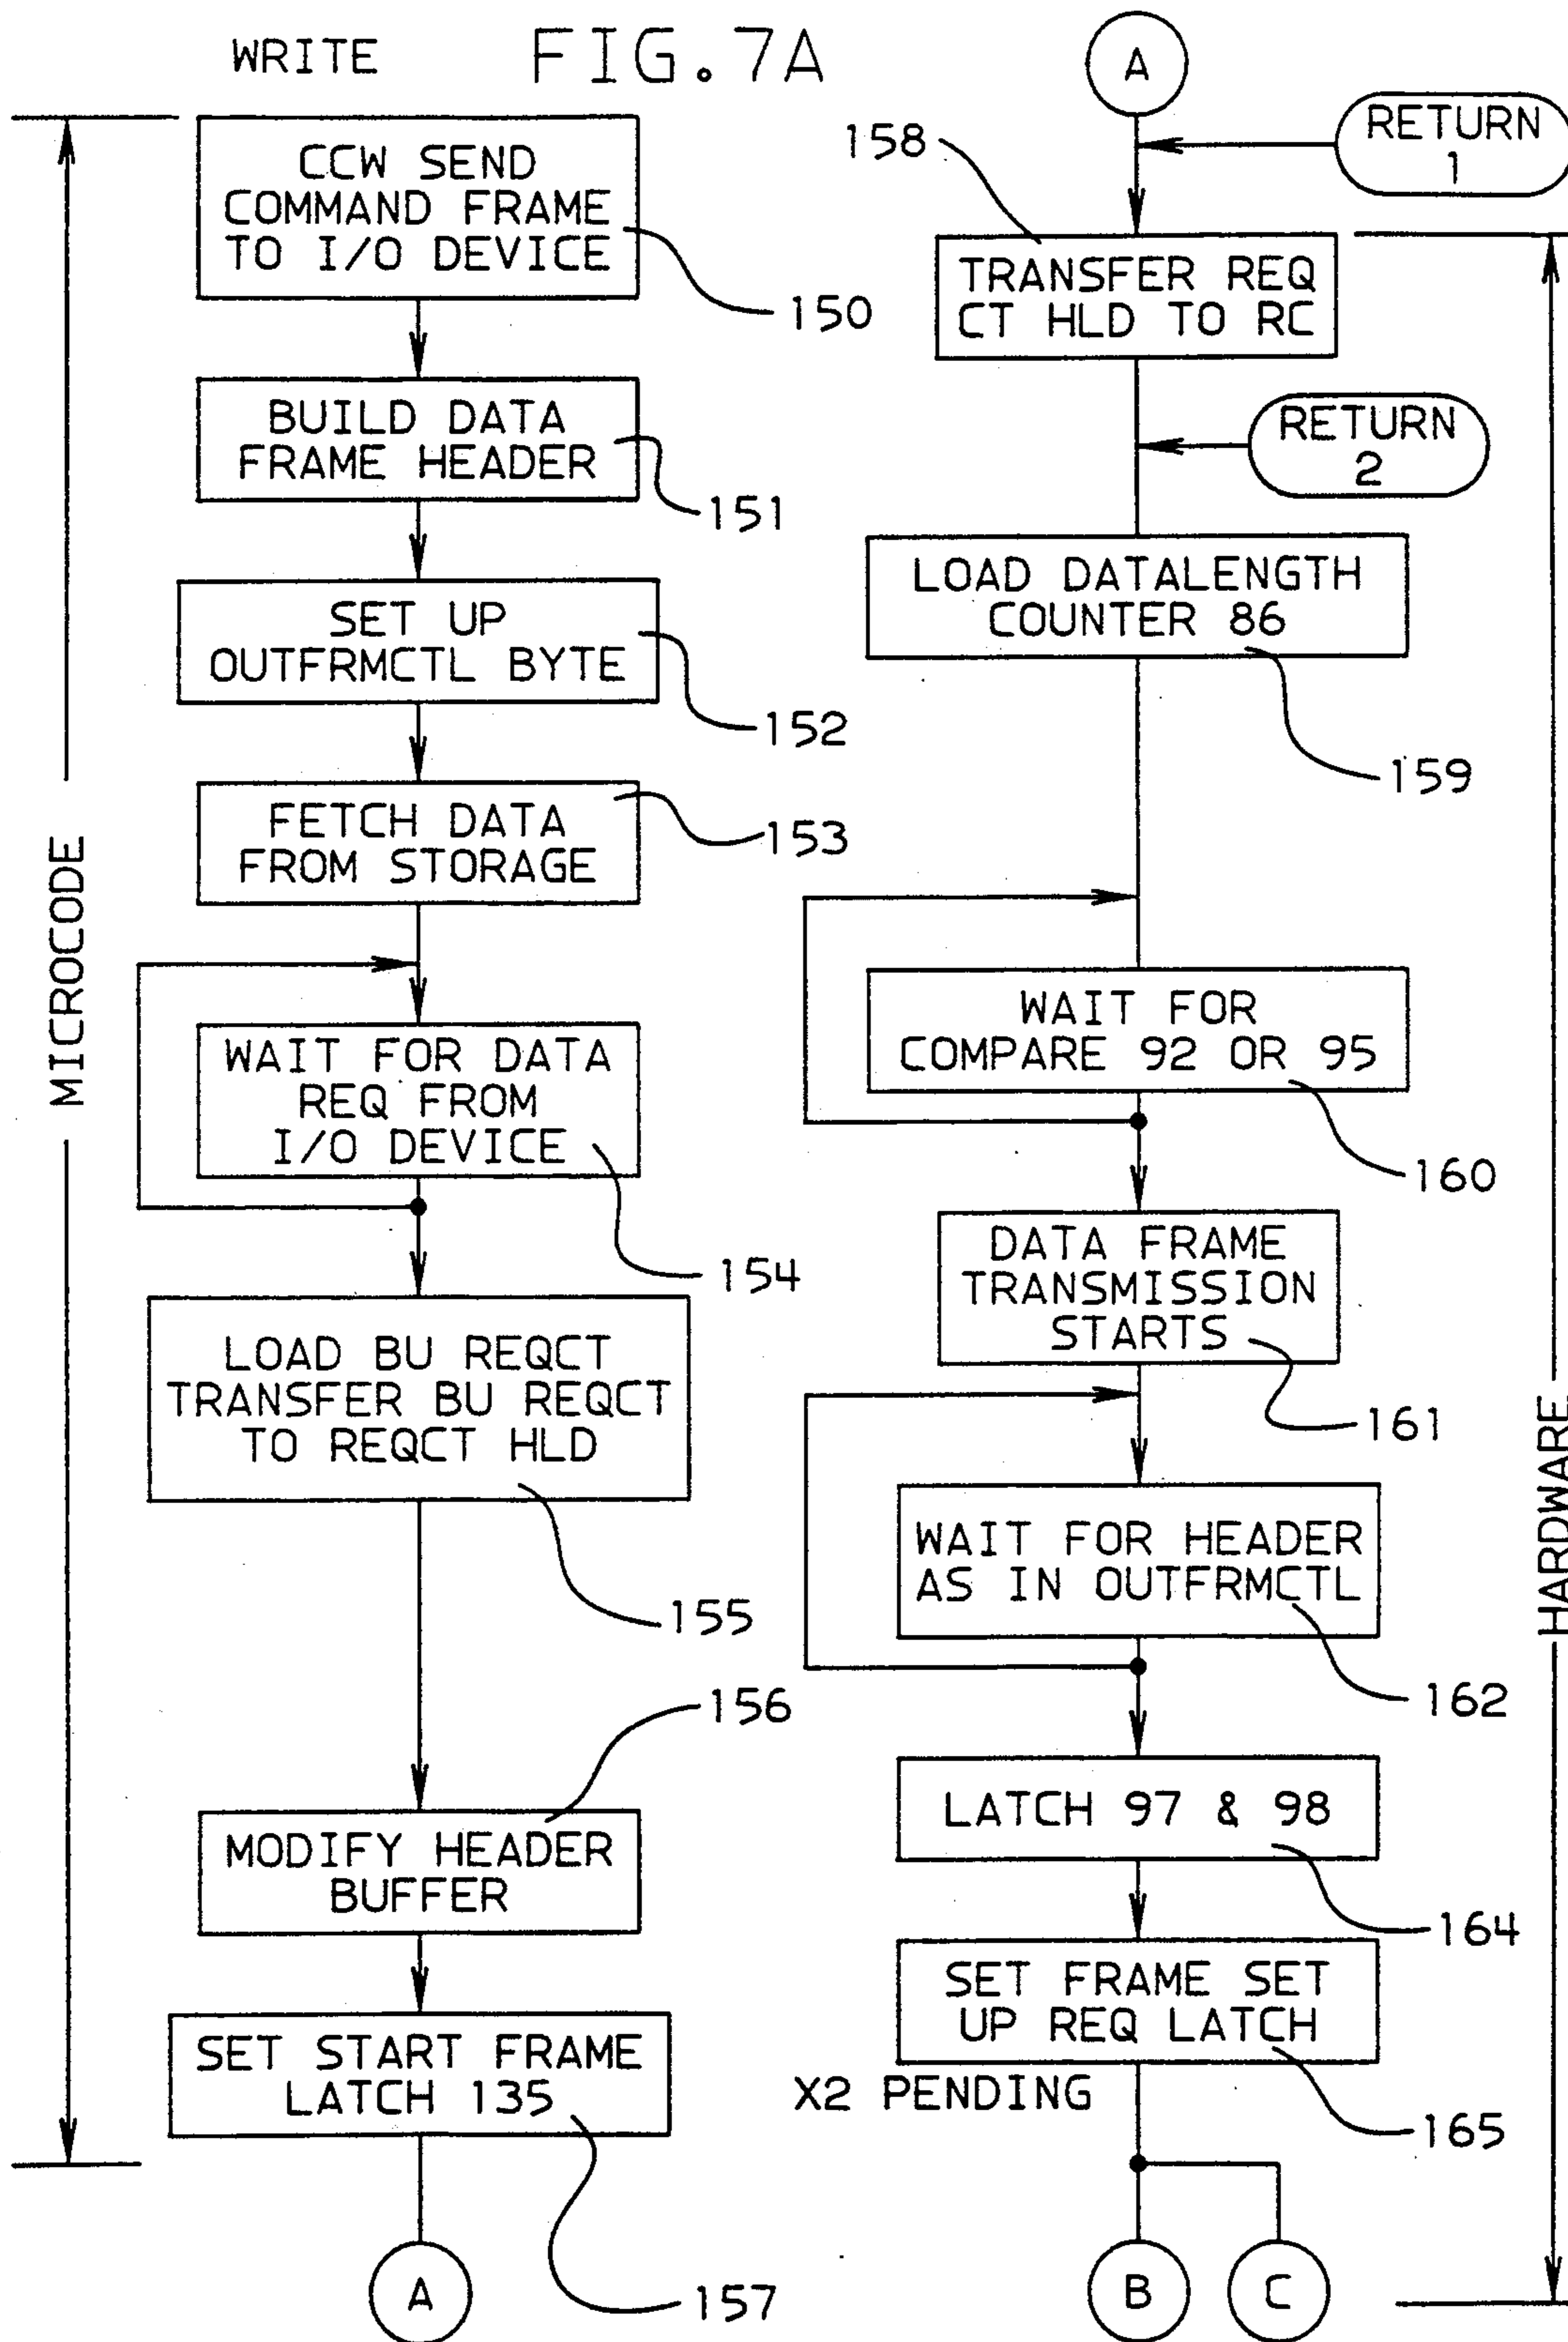 WRITE
FIG. 7A
MICROCODE
CCW SEND
COMMAND FRAME
TO I/O DEVICE
150
BUILD DATA
FRAME HEADER
151
SET UP
OUTFRMCTL BYTE
152
FETCH DATA
FROM STORAGE
153
WAIT FOR DATA
REQ FROM
I/O DEVICE
154
LOAD BU REQCT
TRANSFER BU REQCT
TO REQCT HLD
155
156
MODIFY HEADER
BUFFER
SET START FRAME
LATCH 135
157
A
A
RETURN
1
158
TRANSFER REQ
CT HLD TO RC
RETURN
2
LOAD DATALENGTH
COUNTER 86
159
WAIT FOR
COMPARE 92 OR 95
160
DATA FRAME
TRANSMISSION
STARTS
161
WAIT FOR HEADER
AS IN OUTFRMCTL
162
LATCH 97 & 98
164
SET FRAME SET
UP REQ LATCH
165
X2 PENDING
B
C
HARDWARE